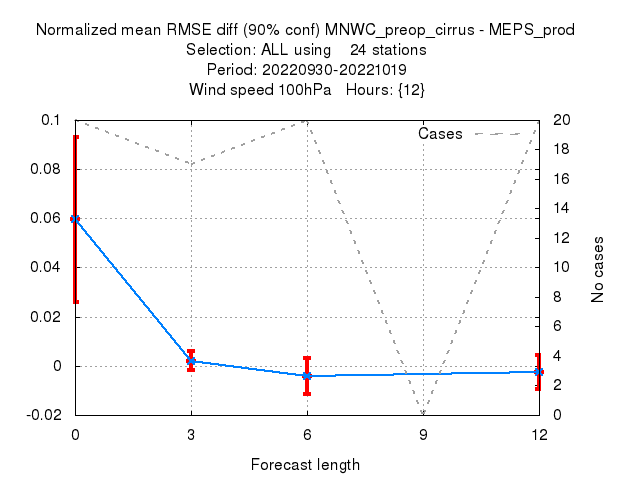 Normalized mean RMSE diff (90% conf) MNWC_preop_cirrus - MEPS_prod
Selection: ALL using    24 stations
Period: 20220930-20221019
Wind speed 100hPa   Hours: {12}
Cases
0.1
0.08
0.06
0.04
0.02
0
-0.02
20
18
16
14
12
10
8
6
4
2
0
No cases
0 3 6 9 12
Forecast length